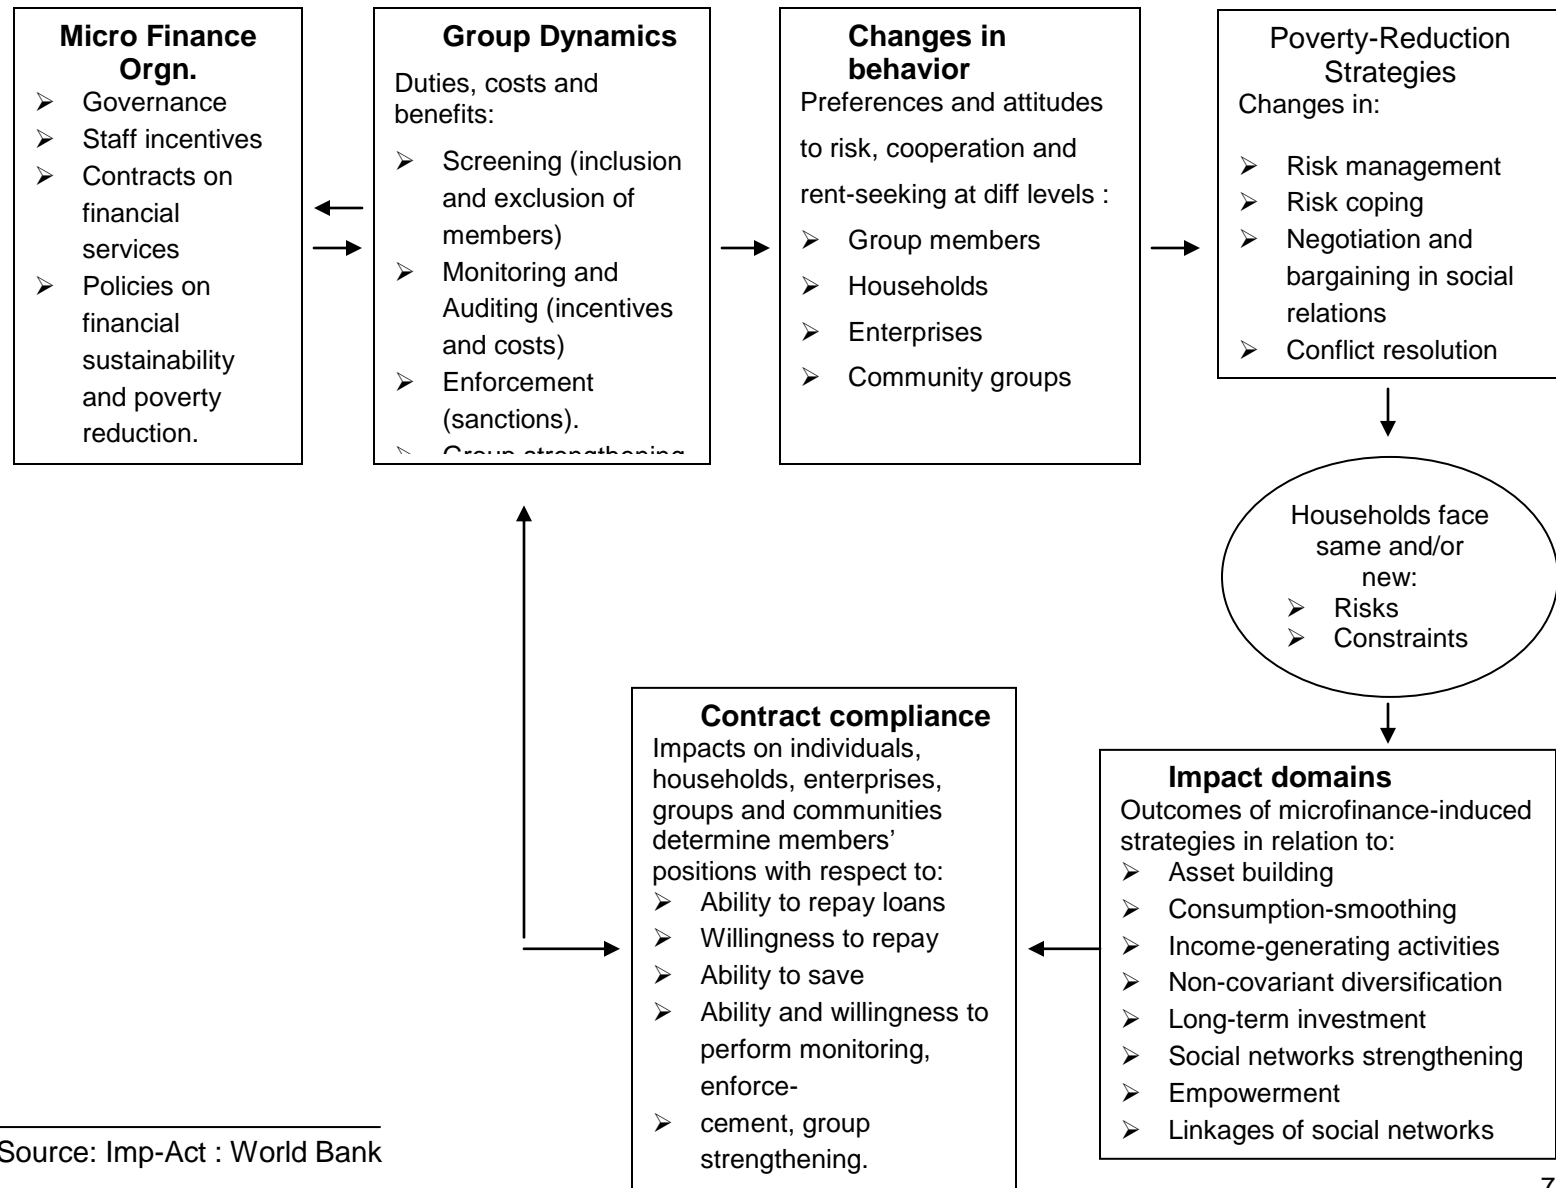 Micro Finance
Orgn.
➢ Governance
➢ Staff incentives
➢ Contracts on
financial
services
➢ Policies on
financial
sustainability
and poverty
reduction.
Group Dynamics
Duties, costs and
benefits:
➢ Screening (inclusion
and exclusion of
members)
➢ Monitoring and
Auditing (incentives
and costs)
➢ Enforcement
(sanctions).
➢ Group strengthening
Changes in
behavior
Preferences and attitudes
to risk, cooperation and
rent-seeking at diff levels :
➢ Group members
➢ Households
➢ Enterprises
➢ Community groups
Poverty-Reduction
Strategies
Changes in:
➢ Risk management
➢ Risk coping
➢ Negotiation and
bargaining in social
relations
➢ Conflict resolution
Households face
same and/or
new:
➢ Risks
➢ Constraints
Impact domains
Outcomes of microfinance-induced
strategies in relation to:
➢ Asset building
➢ Consumption-smoothing
➢ Income-generating activities
➢ Non-covariant diversification
➢ Long-term investment
➢ Social networks strengthening
➢ Empowerment
➢ Linkages of social networks
Contract compliance
Impacts on individuals,
households, enterprises,
groups and communities
determine members’
positions with respect to:
➢ Ability to repay loans
➢ Willingness to repay
➢ Ability to save
➢ Ability and willingness to
perform monitoring,
enforce-
➢ cement, group
strengthening.
Source: Imp-Act : World Bank
7